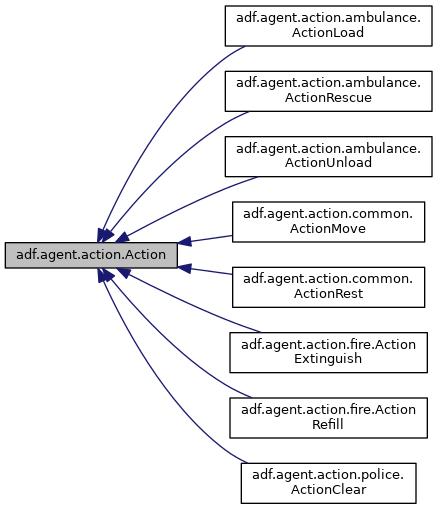 adf.agent.action.ambulance.
ActionLoad
adf.agent.action.ambulance.
ActionRescue
adf.agent.action.ambulance.
ActionUnload
adf.agent.action.common.
ActionMove
adf.agent.action.Action
adf.agent.action.common.
ActionRest
adf.agent.action.fire.Action
Extinguish
adf.agent.action.fire.Action
Refill
adf.agent.action.police.
ActionClear